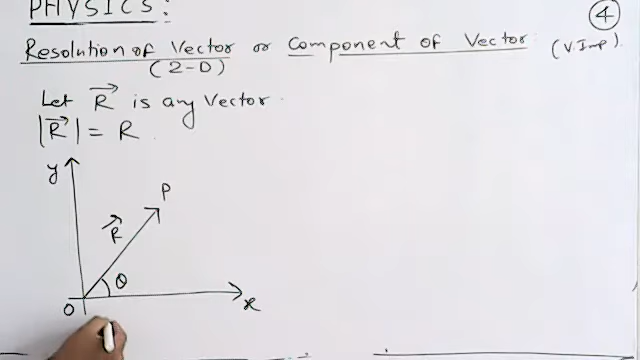 PHYSICS:
4
Resolution of Vector or Component of Vector (V.Imp).
(2-D)
Let R is any Vector.
|R| = R.
y
P
R
θ
O
x